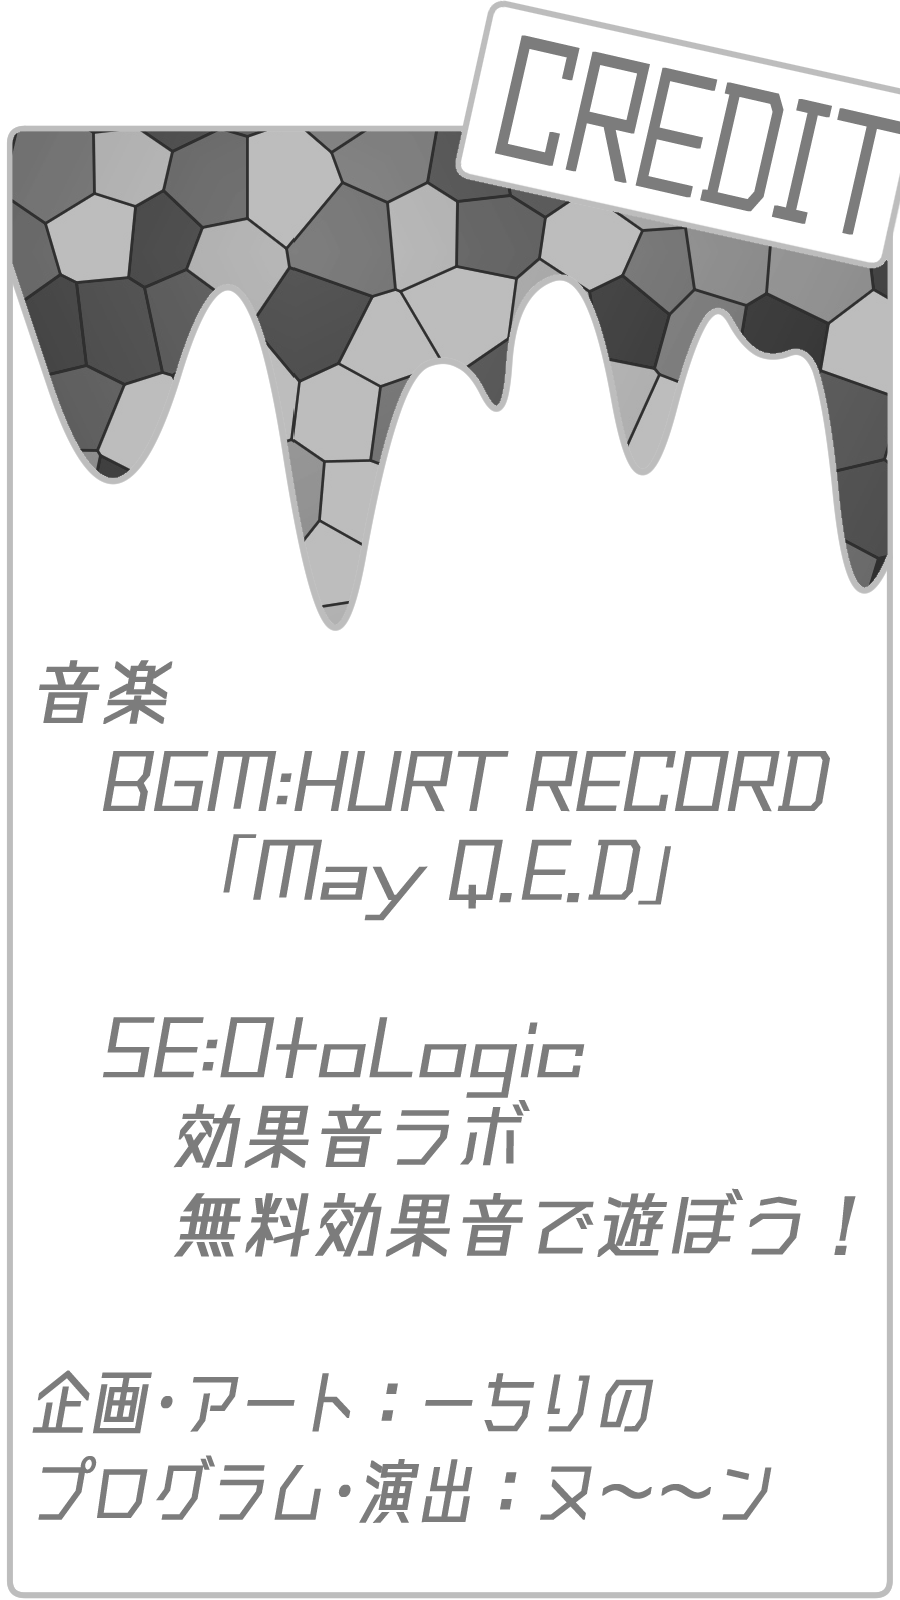 CREDIT
音楽
BGM:HURT RECORD
「May Q.E.D」
SE:OtoLogic
効果音ラボ
無料効果音で遊ぼう！
企画・アート：一ちりの
プログラム・演出：ヌ～～ン